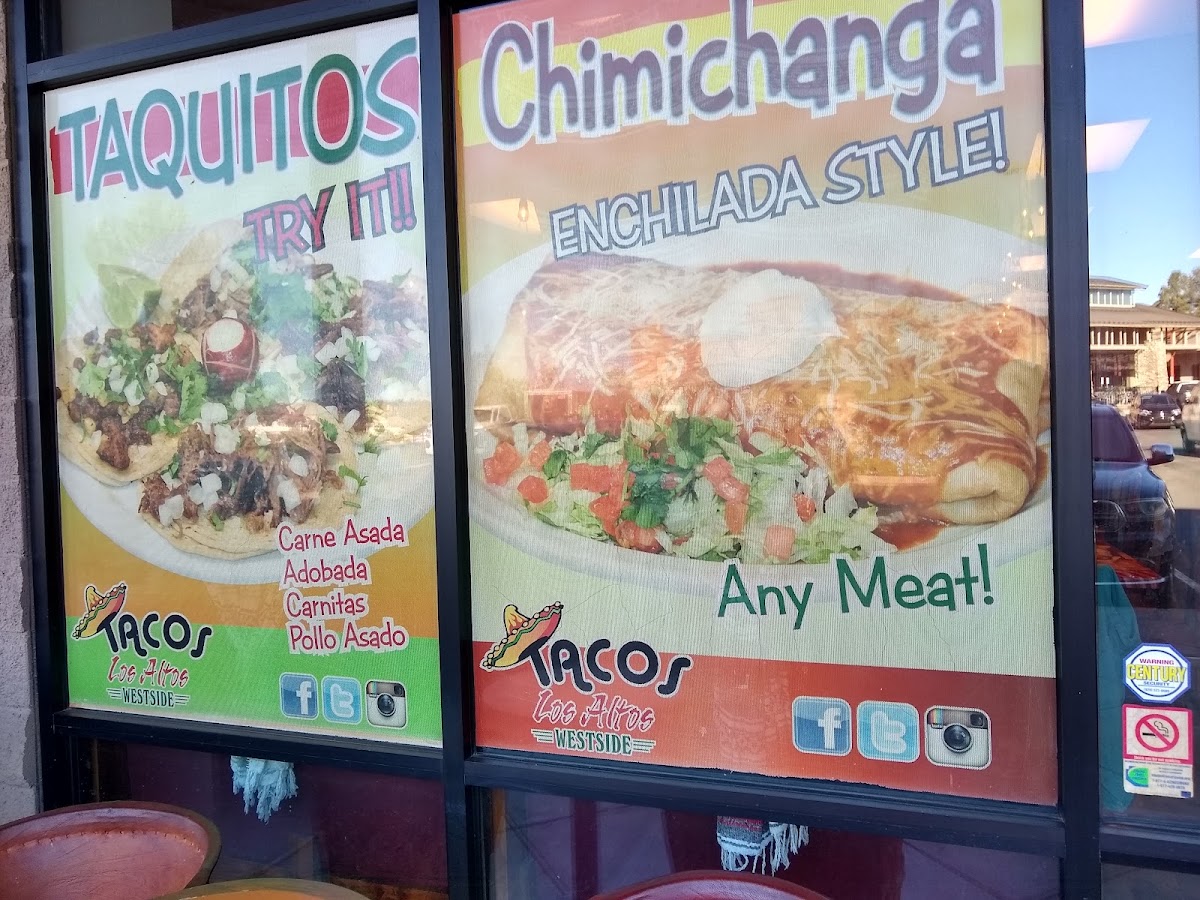 TAQUITOS
TRY IT!!
Carne Asada
Adobada
Carnitas
Pollo Asado
TACOS
Los Altos
WESTSIDE
f
t
Chimichanga
ENCHILADA STYLE!
Any Meat!
TACOS
Los Altos
WESTSIDE
f
t
WARNING
CENTURY
SECURITY